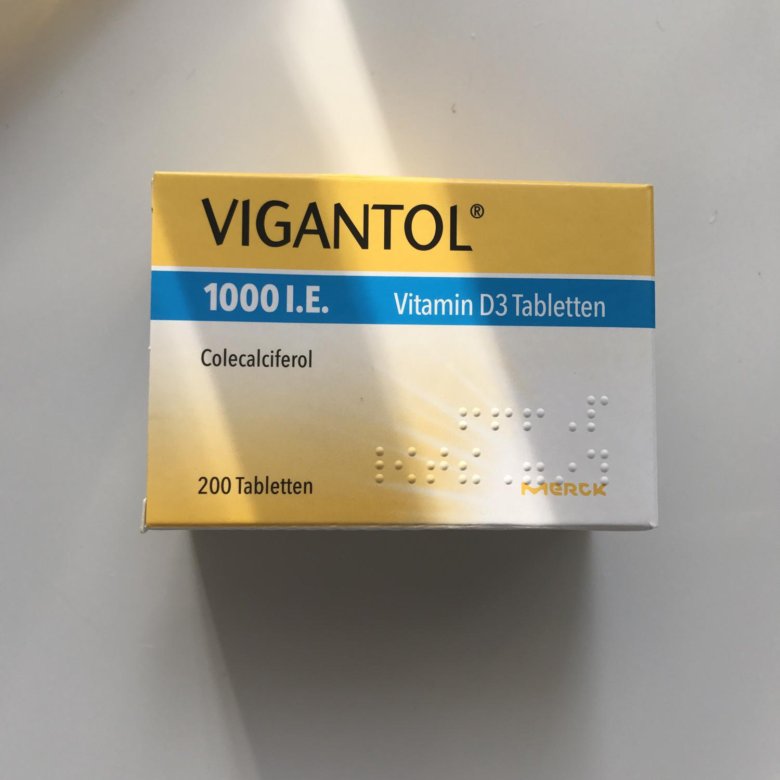 VIGANTOL®
1000 I.E. Vitamin D3 Tabletten
Colecalciferol
200 Tabletten
MERCK